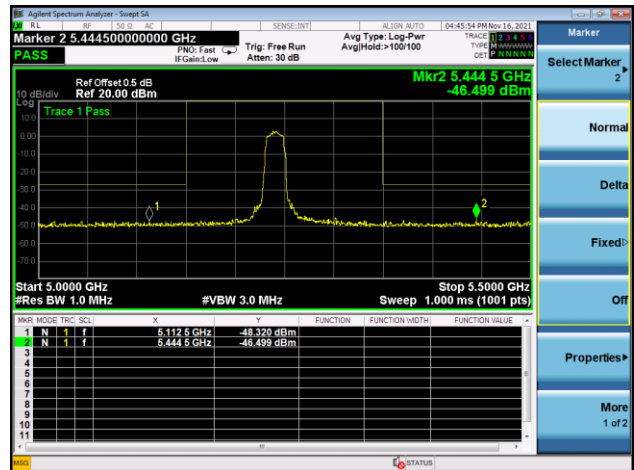 Agilent Spectrum Analyzer - Swept SA
RL RF 50 Ω AC SENSE:INT ALIGN AUTO 04:45:54 PM Nov 16, 2021
Marker 2 5.444500000000 GHz
PNO: Fast
IFGain:Low
Trig: Free Run
Atten: 30 dB
Avg Type: Log-Pwr
Avg|Hold:>100/100
TRACE 1 2 3 4 5 6
TYPE M WWWWW
DET P NNNNN
PASS
Mkr2 5.444 5 GHz
-46.499 dBm
Ref Offset 0.5 dB
10 dB/div Ref 20.00 dBm
Log
Trace 1 Pass
10.0
0.00
-10.0
-20.0
-30.0
-40.0
-50.0
-60.0
-70.0
1
2
Start 5.0000 GHz Stop 5.5000 GHz
#Res BW 1.0 MHz #VBW 3.0 MHz Sweep 1.000 ms (1001 pts)
MKR MODE TRC SCL X Y FUNCTION FUNCTION WIDTH FUNCTION VALUE
1 N 1 f 5.112 5 GHz -48.320 dBm
2 N 1 f 5.444 5 GHz -46.499 dBm
3
4
5
6
7
8
9
10
11
MSG STATUS
Marker
Select Marker
2
Normal
Delta
Fixed
Off
Properties
More
1 of 2